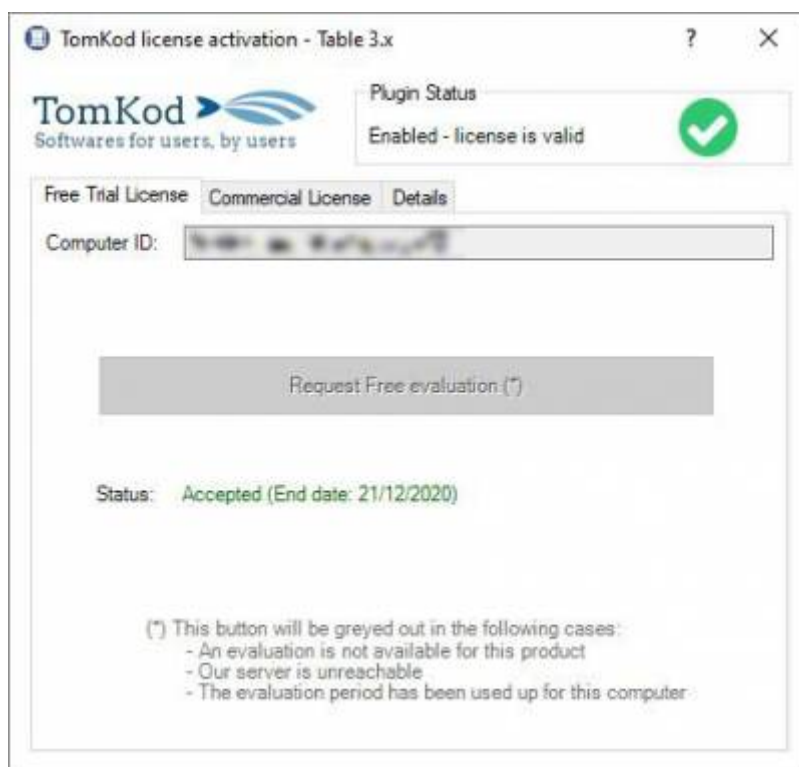 TomKod license activation - Table 3.x ? ×
TomKod
Softwares for users, by users
Plugin Status
Enabled - license is valid
Free Trial License Commercial License Details
Computer ID:
Request Free evaluation (*)
Status: Accepted (End date: 21/12/2020)
(*) This button will be greyed out in the following cases:
- An evaluation is not available for this product
- Our server is unreachable
- The evaluation period has been used up for this computer